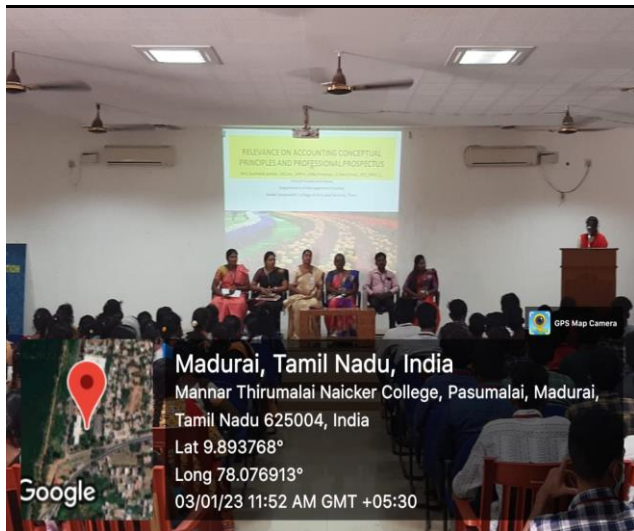 RELEVANCE ON ACCOUNTING CONCEPTUAL
PRINCIPLES AND PROFESSIONAL PROSPECTUS
GPS Map Camera
Madurai, Tamil Nadu, India
Mannar Thirumalai Naicker College, Pasumalai, Madurai,
Tamil Nadu 625004, India
Lat 9.893768°
Long 78.076913°
03/01/23 11:52 AM GMT +05:30
Google